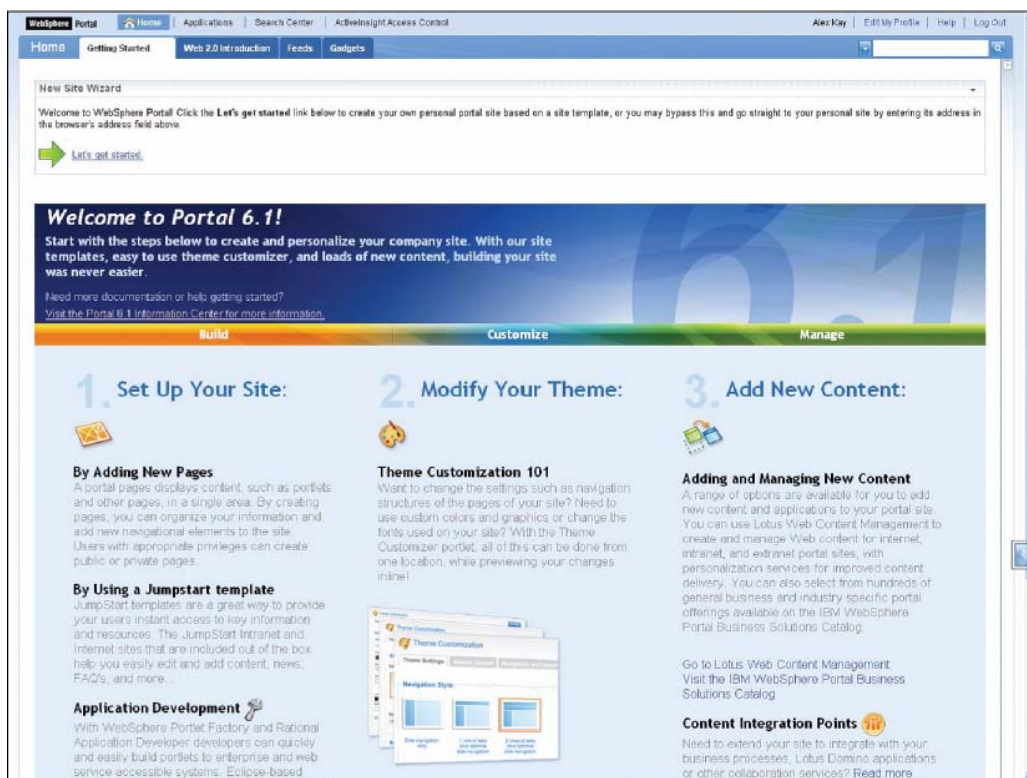 WebSphere Portal Home Applications Search Center ActiveInsight Access Control Alex Kay Edit My Profile Help Log Out
Home Getting Started Web 2.0 Introduction Feeds Gadgets
New Site Wizard
Welcome to WebSphere Portal! Click the Let's get started link below to create your own personal portal site based on a site template, or you may bypass this and go straight to your personal site by entering its address in
the browser's address field above.
Let's get started.
Welcome to Portal 6.1!
Start with the steps below to create and personalize your company site. With our site
templates, easy to use theme customizer, and loads of new content, building your site
was never easier.
Need more documentation or help getting started?
Visit the Portal 6.1 Information Center for more information.
6.1
Build Customize Manage
1. Set Up Your Site:
By Adding New Pages
A portal pages displays content, such as portlets
and other pages, in a single area. By creating
pages, you can organize your information and
add new navigational elements to the site.
Users with appropriate privileges can create
public or private pages.
By Using a Jumpstart template
JumpStart templates are a great way to provide
your users instant access to key information
and resources. The JumpStart Intranet and
Internet sites that are included out of the box
help you easily edit and add content, news,
FAQ's, and more...
Application Development
With WebSphere Portlet Factory and Rational
Application Developer developers can quickly
and easily build portlets to enterprise and web
service accessible systems. Eclipse-based
2. Modify Your Theme:
Theme Customization 101
Want to change the settings such as navigation
structures of the pages of your site? Need to
use custom colors and graphics or change the
fonts used on your site? With the Theme
Customizer portlet, all of this can be done from
one location, while previewing your changes
inline!
Theme Customization
Theme Settings
Navigation Style:
Side navigation
only
1 row of tabs
plus optional
side navigation
2 rows of tabs
plus optional
side navigation
3. Add New Content:
Adding and Managing New Content
A range of options are available for you to add
new content and applications to your portal site.
You can use Lotus Web Content Management to
create and manage Web content for internet,
intranet, and extranet portal sites, with
personalization services for improved content
delivery. You can also select from hundreds of
general business and industry specific portal
offerings available on the IBM WebSphere
Portal Business Solutions Catalog.
Go to Lotus Web Content Management
Visit the IBM WebSphere Portal Business
Solutions Catalog
Content Integration Points
Need to extend your site to integrate with your
business processes, Lotus Domino applications
or other collaboration services? Read more